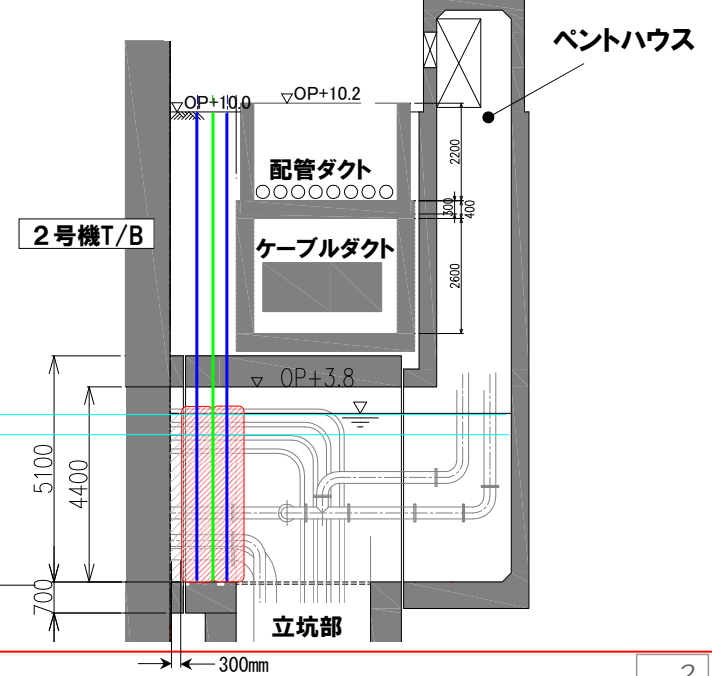 ペントハウス
▽OP+10.0
▽OP+10.2
配管ダクト
2200
300
400
2号機T/B
ケーブルダクト
2600
▽ OP+3.8
5100
4400
700
立坑部
300mm
2